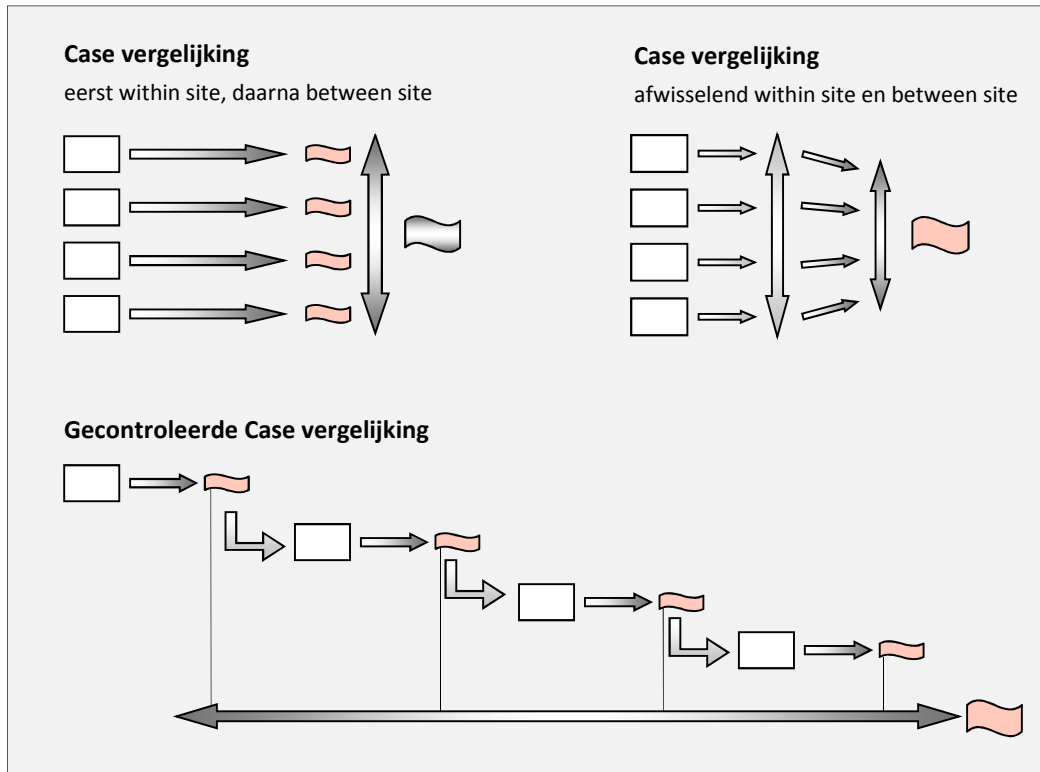 Case vergelijking
eerst within site, daarna between site
Case vergelijking
afwisselend within site en between site
Gecontroleerde Case vergelijking